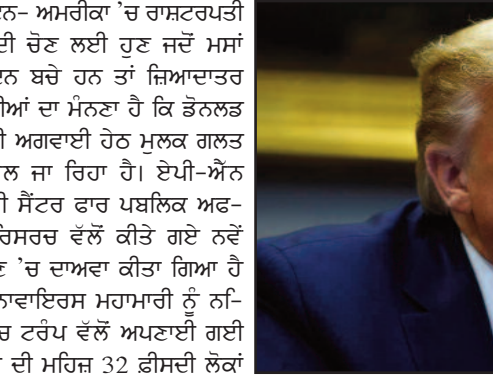 ਟਨ– ਅਮਰੀਕਾ ’ਚ ਰਾਸ਼ਟਰਪਤੀ
ਦੀ ਚੋਣ ਲਈ ਹੁਣ ਜਦੋਂ ਮਸਾਂ
ਬਚੇ ਹਨ ਤਾਂ ਜ਼ਿਆਦਾਤਰ
ਦਾ ਮੰਨਣਾ ਹੈ ਕਿ ਡੋਨਲਡ
ਅਗਵਾਈ ਹੇਠ ਮੁਲਕ ਗਲਤ
ਜਾ ਰਿਹਾ ਹੈ। ਏਪੀ–ਐੱਨ
ਸੈਂਟਰ ਫਾਰ ਪਬਲਿਕ ਅਫ–
ਰਿਸਰਚ ਵੱਲੋਂ ਕੀਤੇ ਗਏ ਨਵੇਂ
’ਚ ਦਾਅਵਾ ਕੀਤਾ ਗਿਆ ਹੈ
ਮਹਾਮਾਰੀ ਨੂੰ ਨ–ਿ
ਚ ਟਰੰਪ ਵੱਲੋਂ ਅਪਣਾਈ ਗਈ
ਦੀ ਮਹਿਜ਼ 32 ਫ਼ੀਸਦੀ ਲੋਕਾਂ